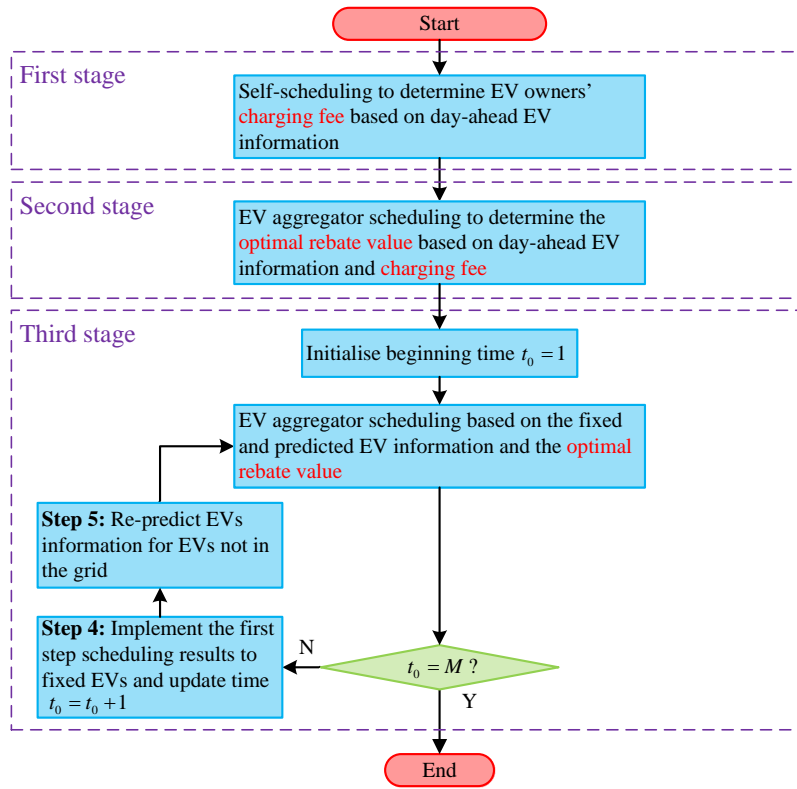 Start
First stage
Self-scheduling to determine EV owners'
charging fee based on day-ahead EV
information
Second stage
EV aggregator scheduling to determine the
optimal rebate value based on day-ahead EV
information and charging fee
Third stage
Initialise beginning time t₀ = 1
EV aggregator scheduling based on the fixed
and predicted EV information and the optimal
rebate value
Step 5: Re-predict EVs
information for EVs not in
the grid
Step 4: Implement the first
step scheduling results to
fixed EVs and update time
t₀ = t₀ +1
N
t₀ = M ?
Y
End